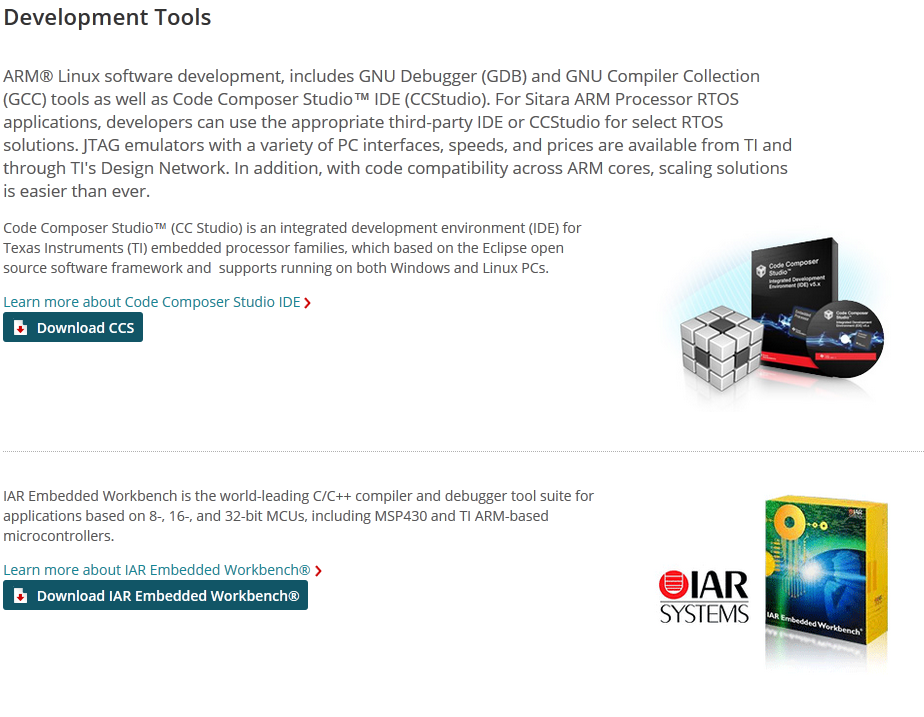 Development Tools
ARM® Linux software development, includes GNU Debugger (GDB) and GNU Compiler Collection
(GCC) tools as well as Code Composer Studio™ IDE (CCStudio). For Sitara ARM Processor RTOS
applications, developers can use the appropriate third-party IDE or CCStudio for select RTOS
solutions. JTAG emulators with a variety of PC interfaces, speeds, and prices are available from TI and
through TI's Design Network. In addition, with code compatibility across ARM cores, scaling solutions
is easier than ever.
Code Composer Studio™ (CC Studio) is an integrated development environment (IDE) for
Texas Instruments (TI) embedded processor families, which based on the Eclipse open
source software framework and  supports running on both Windows and Linux PCs.
Learn more about Code Composer Studio IDE
Download CCS
Code Composer
Studio™
Integrated Development
Environment (IDE) v5.x
Code Composer
Studio™
IAR Embedded Workbench is the world-leading C/C++ compiler and debugger tool suite for
applications based on 8-, 16-, and 32-bit MCUs, including MSP430 and TI ARM-based
microcontrollers.
Learn more about IAR Embedded Workbench®
Download IAR Embedded Workbench®
IAR
SYSTEMS
IAR
IAR Embedded Workbench®